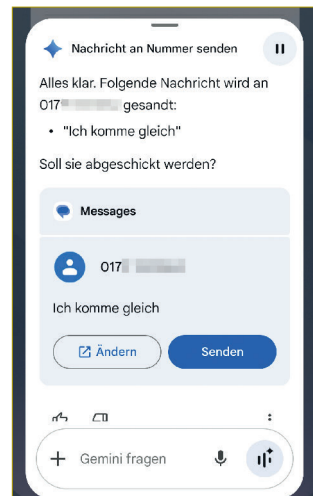 Nachricht an Nummer senden
Alles klar. Folgende Nachricht wird an
017 gesandt:
• "Ich komme gleich"
Soll sie abgeschickt werden?
Messages
017
Ich komme gleich
Ändern Senden
Gemini fragen